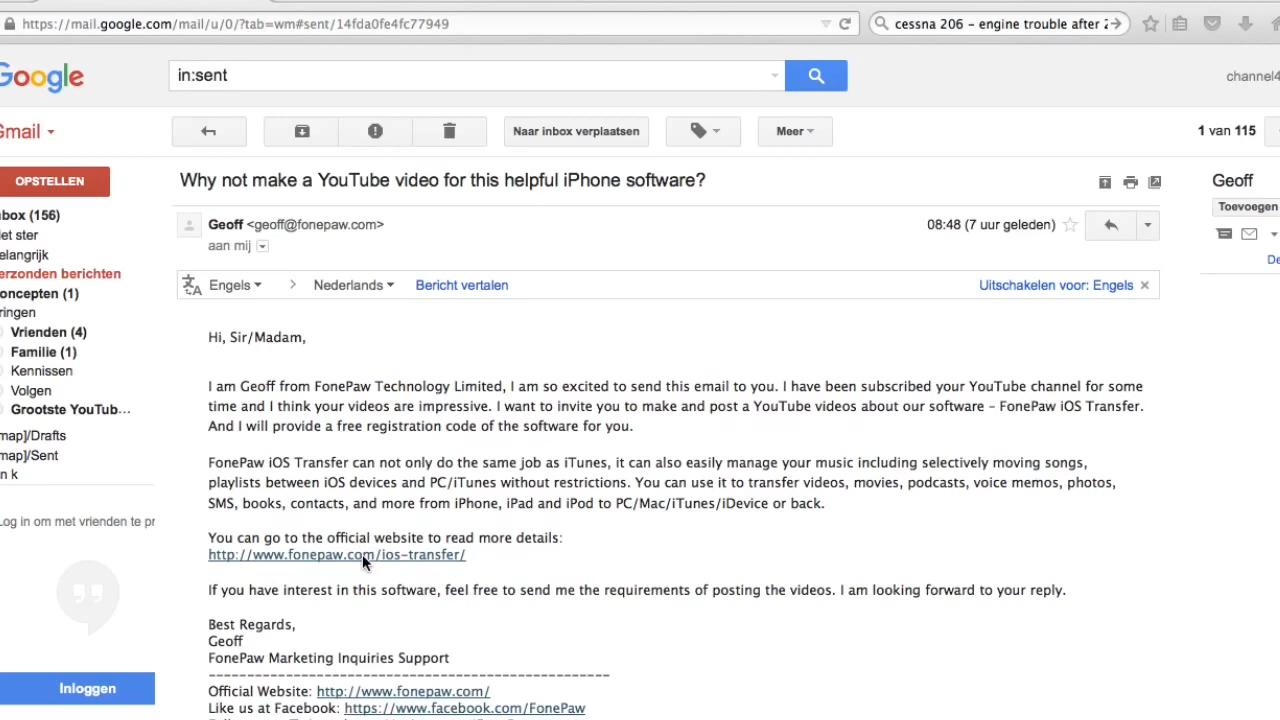 https://mail.google.com/mail/u/0/?tab=wm#sent/14fda0fe4fc77949
cessna 206 - engine trouble after 2
Google
in:sent
channel4
Gmail
Naar inbox verplaatsen
Meer
1 van 115
OPSTELLEN
Why not make a YouTube video for this helpful iPhone software?
Geoff
Toevoegen
nbox (156)
Met ster
elangrijk
erzonden berichten
oncepten (1)
ringen
Vrienden (4)
Familie (1)
Kennissen
Volgen
Grootste YouTub...
map]/Drafts
map]/Sent
n k
Log in om met vrienden te pr
Inloggen
Geoff <geoff@fonepaw.com>
08:48 (7 uur geleden)
aan mij
De
Engels
Nederlands
Bericht vertalen
Uitschakelen voor: Engels
Hi, Sir/Madam,
I am Geoff from FonePaw Technology Limited, I am so excited to send this email to you. I have been subscribed your YouTube channel for some
time and I think your videos are impressive. I want to invite you to make and post a YouTube videos about our software - FonePaw iOS Transfer.
And I will provide a free registration code of the software for you.
FonePaw iOS Transfer can not only do the same job as iTunes, it can also easily manage your music including selectively moving songs,
playlists between iOS devices and PC/iTunes without restrictions. You can use it to transfer videos, movies, podcasts, voice memos, photos,
SMS, books, contacts, and more from iPhone, iPad and iPod to PC/Mac/iTunes/iDevice or back.
You can go to the official website to read more details:
http://www.fonepaw.com/ios-transfer/
If you have interest in this software, feel free to send me the requirements of posting the videos. I am looking forward to your reply.
Best Regards,
Geoff
FonePaw Marketing Inquiries Support
----------------------------------------------------
Official Website: http://www.fonepaw.com/
Like us at Facebook: https://www.facebook.com/FonePaw